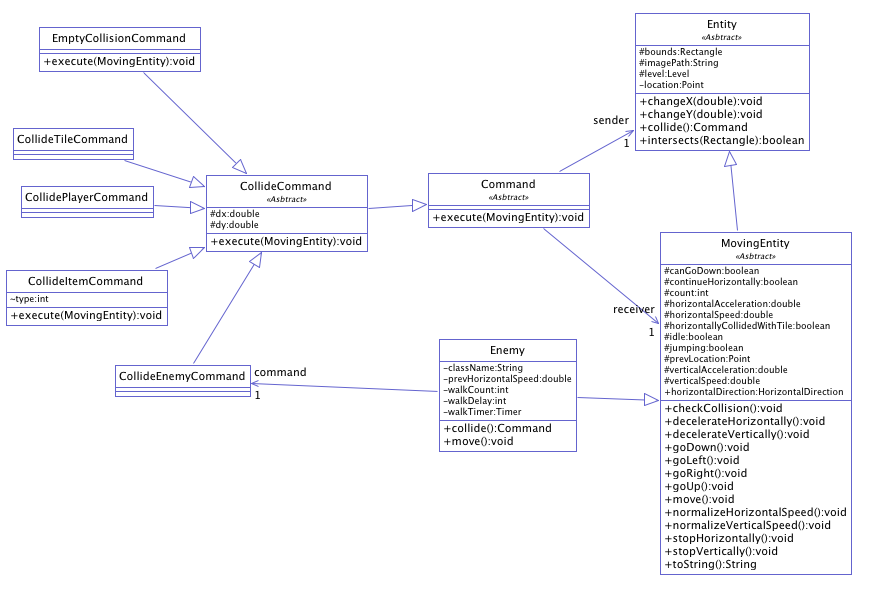 EmptyCollisionCommand
+execute(MovingEntity):void
CollideTileCommand
CollidePlayerCommand
CollideItemCommand
~type:int
+execute(MovingEntity):void
CollideEnemyCommand
CollideCommand
«Asbtract»
#dx:double
#dy:double
+execute(MovingEntity):void
Command
«Asbtract»
+execute(MovingEntity):void
sender
1
receiver
1
command
1
Entity
«Asbtract»
#bounds:Rectangle
#imagePath:String
#level:Level
~location:Point
+changeX(double):void
+changeY(double):void
+collide():Command
+intersects(Rectangle):boolean
Enemy
~className:String
~prevHorizontalSpeed:double
~walkCount:int
~walkDelay:int
~walkTimer:Timer
+collide():Command
+move():void
MovingEntity
«Asbtract»
#canGoDown:boolean
#continueHorizontally:boolean
#count:int
#horizontalAcceleration:double
#horizontalSpeed:double
#horizontallyCollidedWithTile:boolean
#idle:boolean
#jumping:boolean
#prevLocation:Point
#verticalAcceleration:double
#verticalSpeed:double
+horizontalDirection:HorizontalDirection
+checkCollision():void
+decelerateHorizontally():void
+decelerateVertically():void
+goDown():void
+goLeft():void
+goRight():void
+goUp():void
+move():void
+normalizeHorizontalSpeed():void
+normalizeVerticalSpeed():void
+stopHorizontally():void
+stopVertically():void
+toString():String